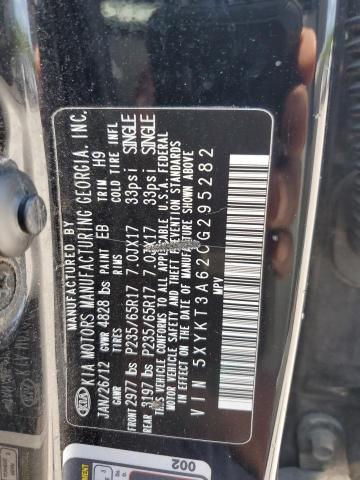 MANUFACTURED BY
KIA KIA MOTORS MANUFACTURING GEORGIA, INC.
JAN/26/12 GVWR 4828 lbs PAINT EB TRIM H9
GAWR TIRES RIMS COLD TIRE INFL
FRONT 2977 lbs P235/65R17 7.0JX17 33psi SINGLE
REAR 3197 lbs P235/65R17 7.0JX17 33psi SINGLE
THIS VEHICLE CONFORMS TO ALL APPLICABLE U.S.A. FEDERAL
MOTOR VEHICLE SAFETY AND THEFT PREVENTION STANDARDS
IN EFFECT ON THE DATE OF MANUFACTURE SHOWN ABOVE.
VIN 5XYKT3A62 G295282
MPV
002